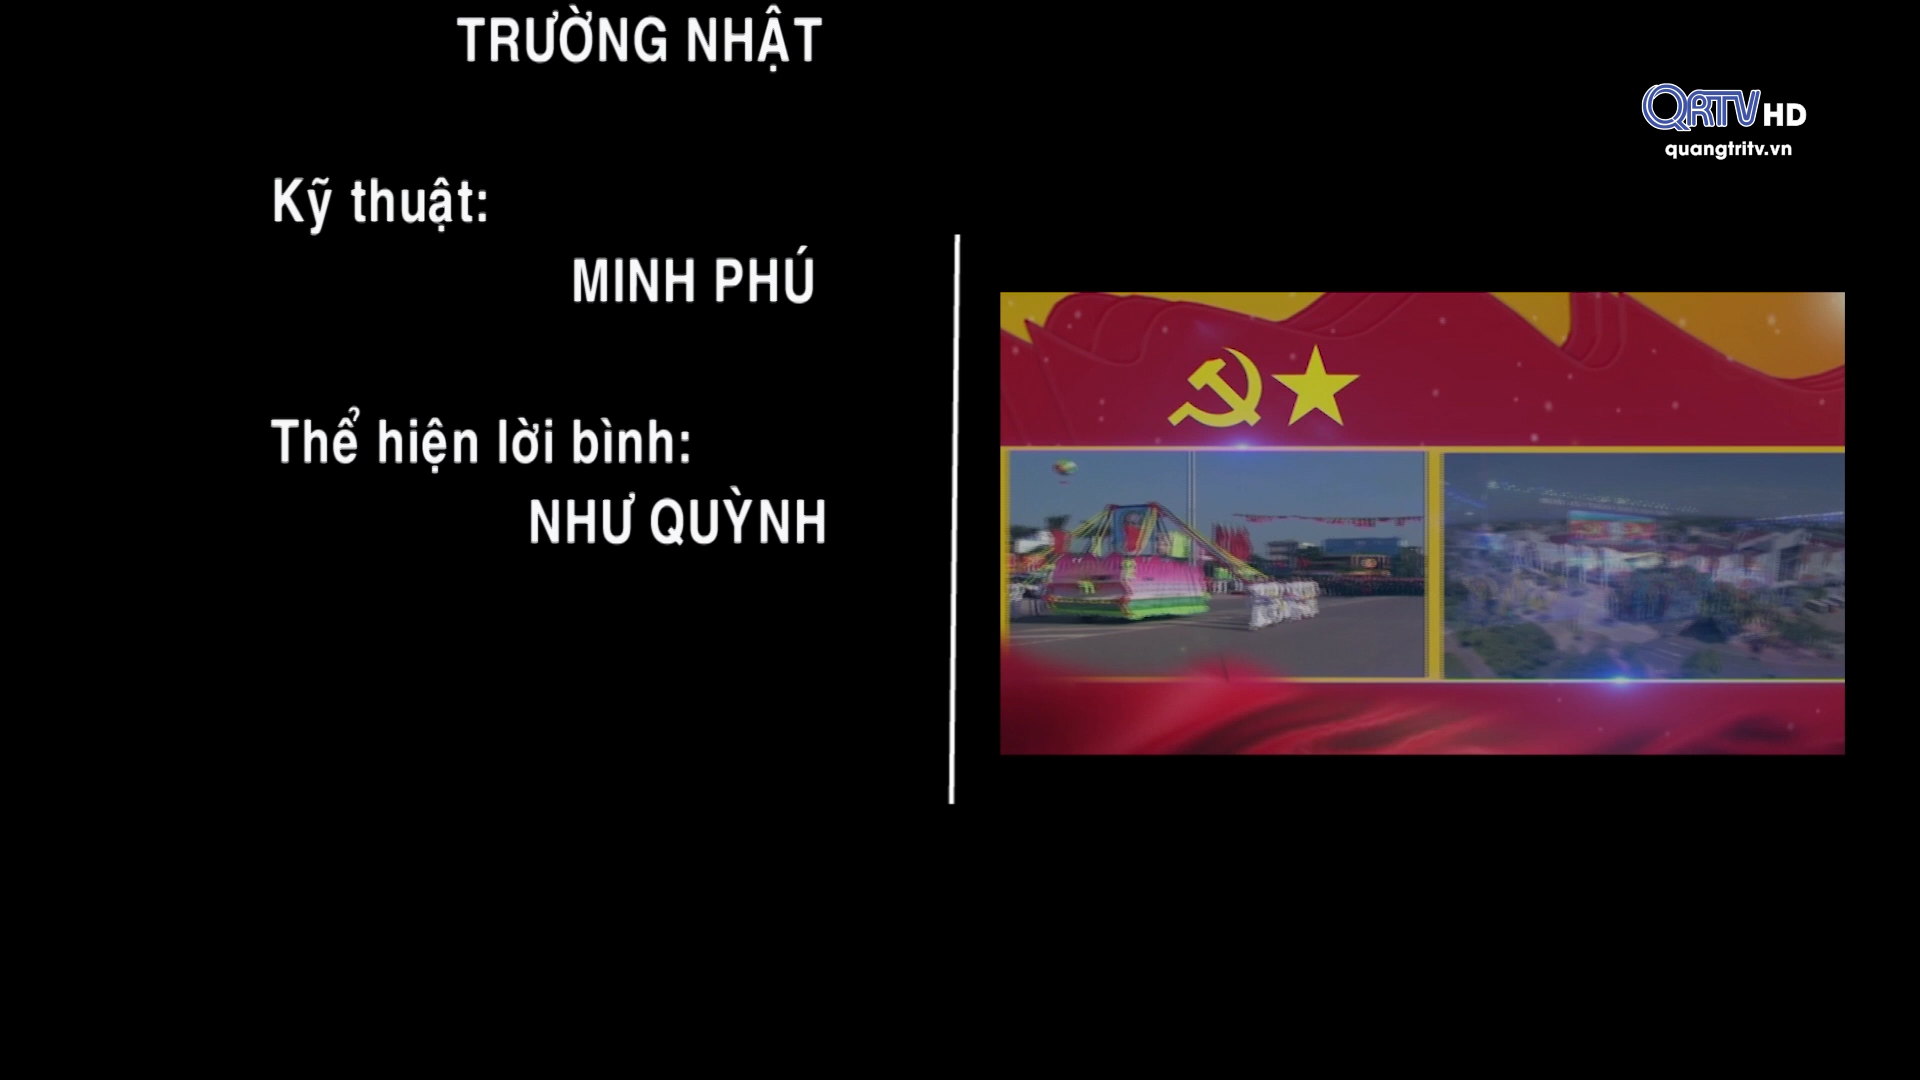 TRƯỜNG NHẬT
QRTV HD
quangtritv.vn
Kỹ thuật:
MINH PHÚ
Thể hiện lời bình:
NHƯ QUỲNH